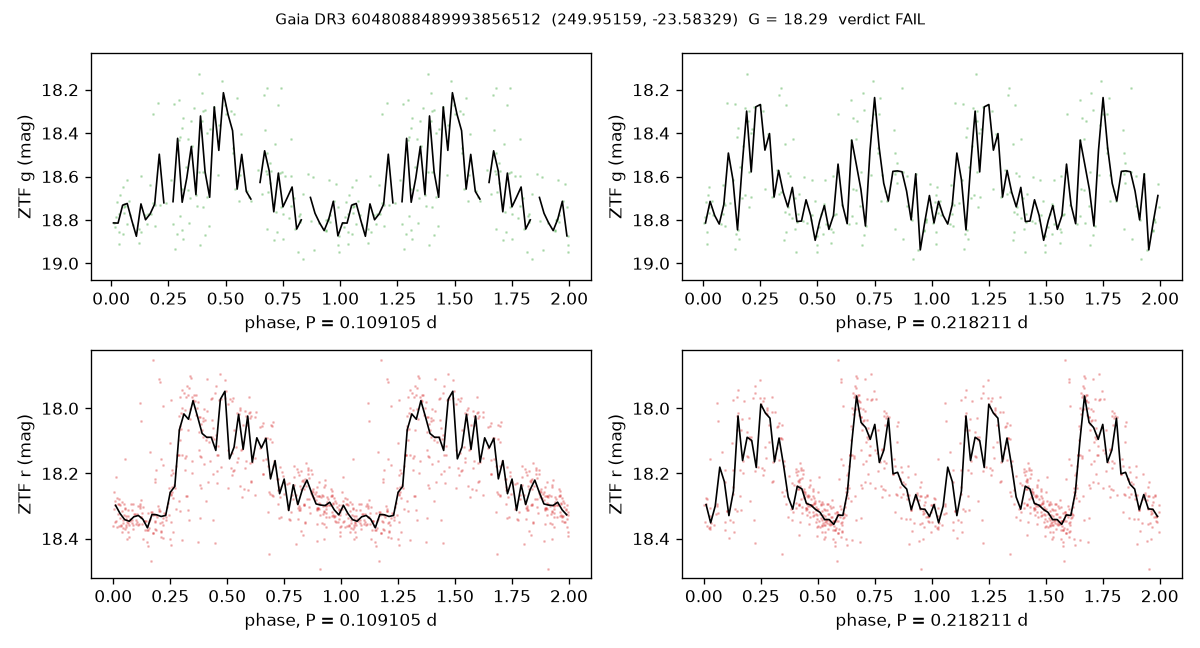 Gaia DR3 6048088489993856512 (249.95159, -23.58329) G = 18.29 verdict FAIL
ZTF g (mag)
18.2
18.4
18.6
18.8
19.0
0.00 0.25 0.50 0.75 1.00 1.25 1.50 1.75 2.00
phase, P = 0.109105 d
ZTF g (mag)
18.2
18.4
18.6
18.8
19.0
0.00 0.25 0.50 0.75 1.00 1.25 1.50 1.75 2.00
phase, P = 0.218211 d
ZTF r (mag)
18.0
18.2
18.4
0.00 0.25 0.50 0.75 1.00 1.25 1.50 1.75 2.00
phase, P = 0.109105 d
ZTF r (mag)
18.0
18.2
18.4
0.00 0.25 0.50 0.75 1.00 1.25 1.50 1.75 2.00
phase, P = 0.218211 d